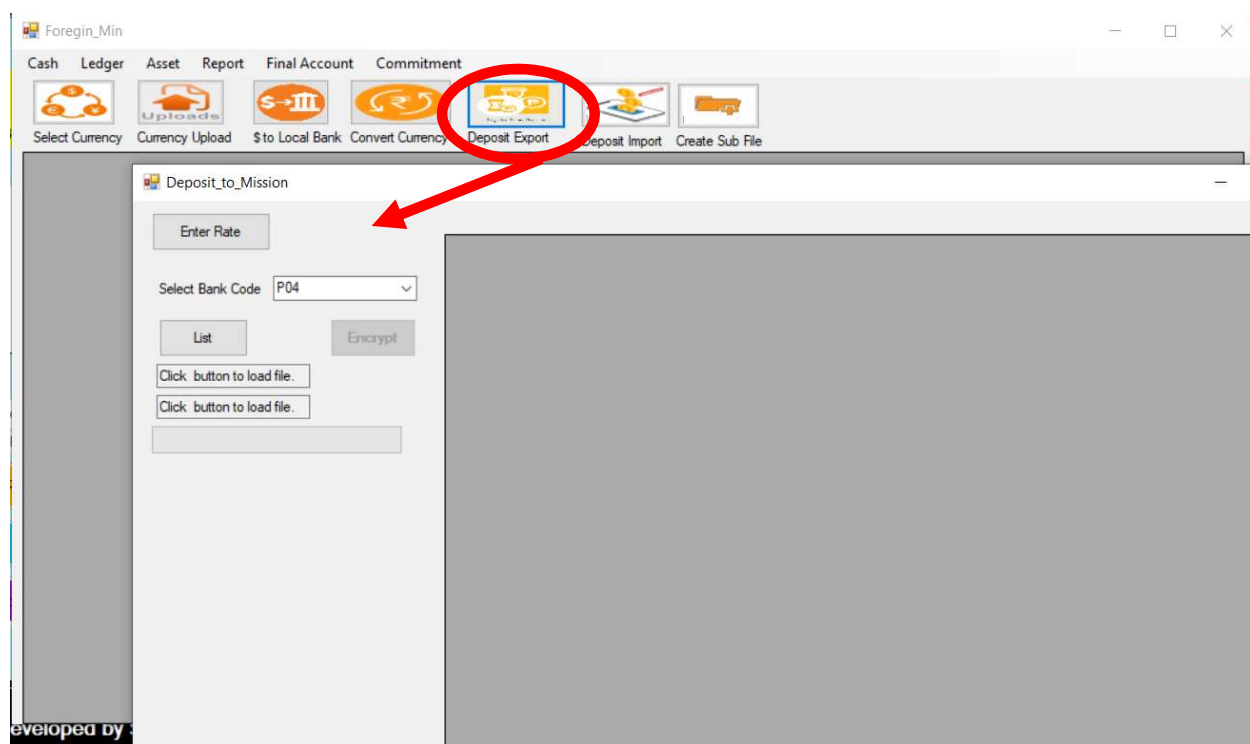 Foregin_Min
Cash Ledger Asset Report Final Account Commitment
Uploads
Select Currency Currency Upload $ to Local Bank Convert Currency Deposit Export Deposit Import Create Sub File
Deposit_to_Mission
Enter Rate
Select Bank Code P04
List Encrypt
Click button to load file.
Click button to load file.
eveloped by